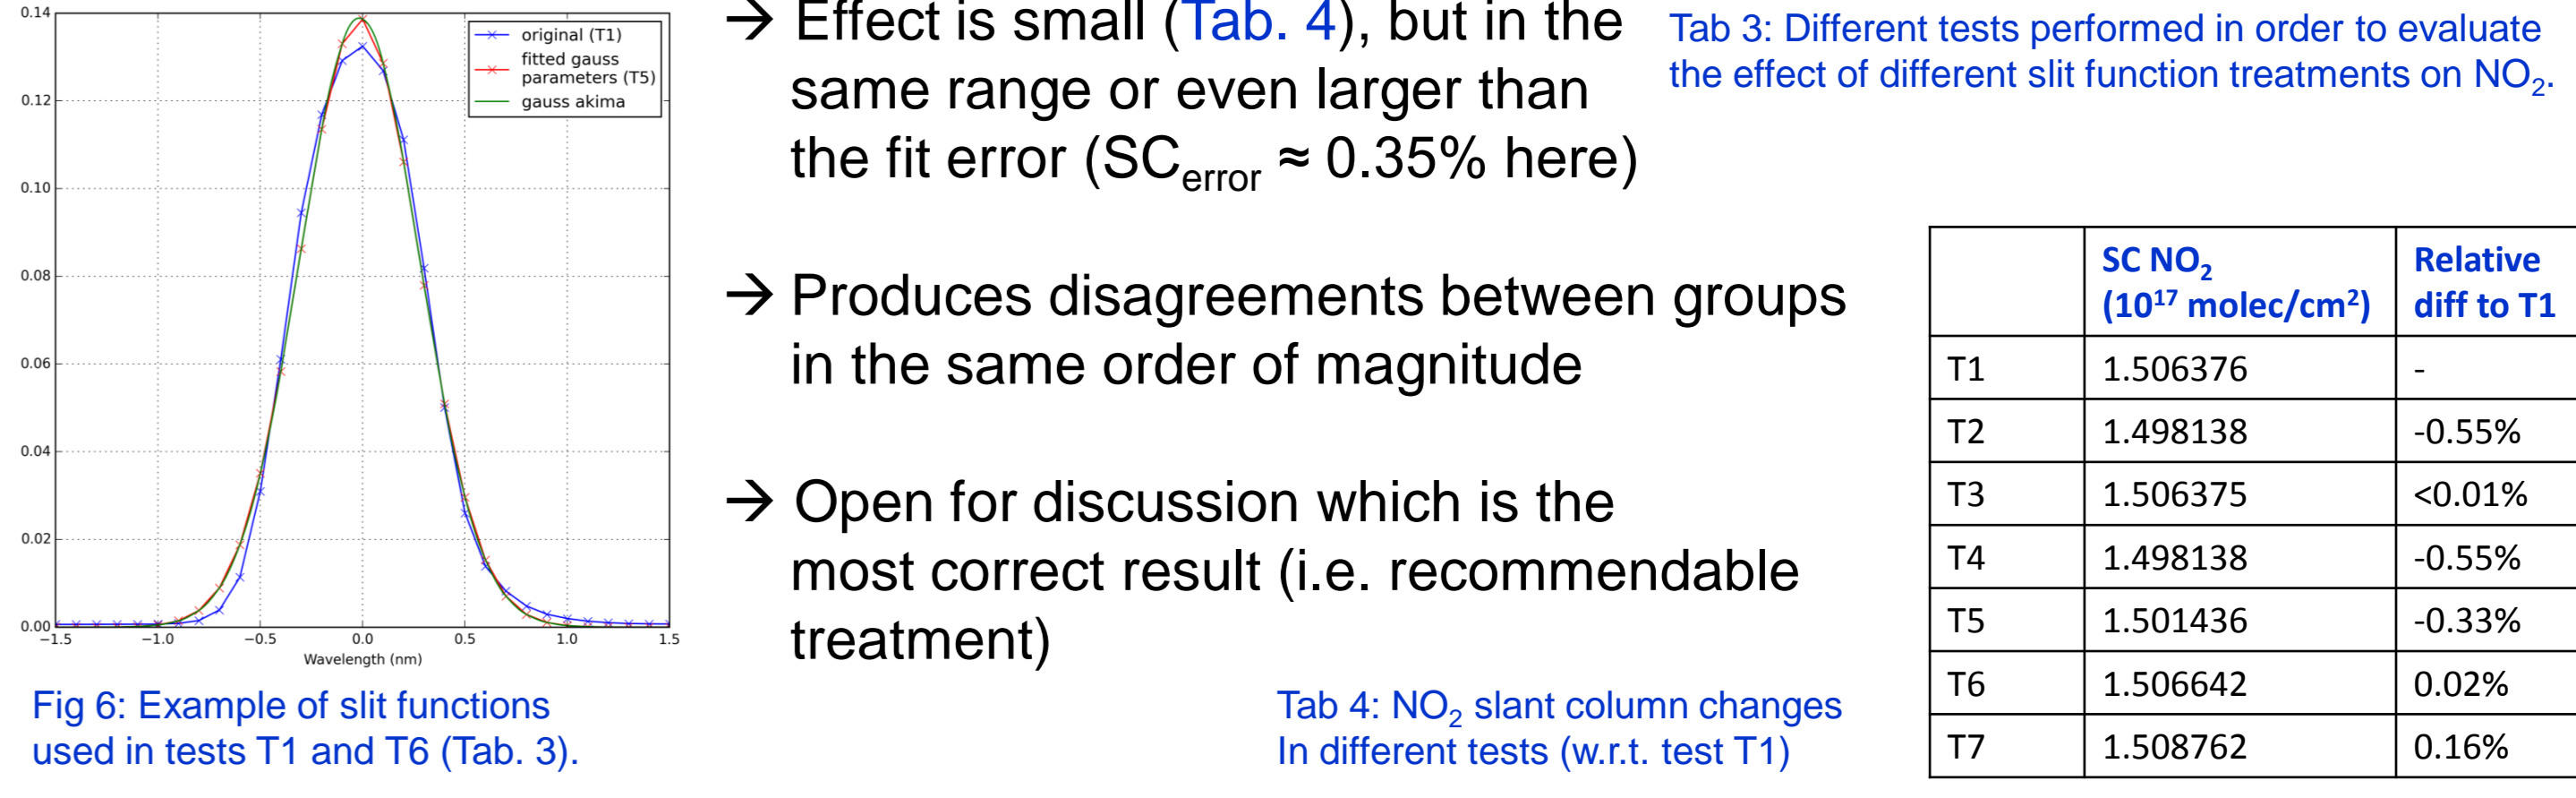 0.14
0.12
0.10
0.08
0.06
0.04
0.02
0.00
−1.5 −1.0 −0.5 0.0 0.5 1.0 1.5
Wavelength (nm)
original (T1)
fitted gauss
parameters (T5)
gauss akima
Fig 6: Example of slit functions
used in tests T1 and T6 (Tab. 3).
→ Effect is small (Tab. 4), but in the
same range or even larger than
the fit error (SCerror ≈ 0.35% here)
→ Produces disagreements between groups
in the same order of magnitude
→ Open for discussion which is the
most correct result (i.e. recommendable
treatment)
Tab 3: Different tests performed in order to evaluate
the effect of different slit function treatments on NO₂.
Tab 4: NO₂ slant column changes
In different tests (w.r.t. test T1)
SC NO₂ Relative
(10¹⁷ molec/cm²) diff to T1
T1 1.506376 -
T2 1.498138 -0.55%
T3 1.506375 <0.01%
T4 1.498138 -0.55%
T5 1.501436 -0.33%
T6 1.506642 0.02%
T7 1.508762 0.16%